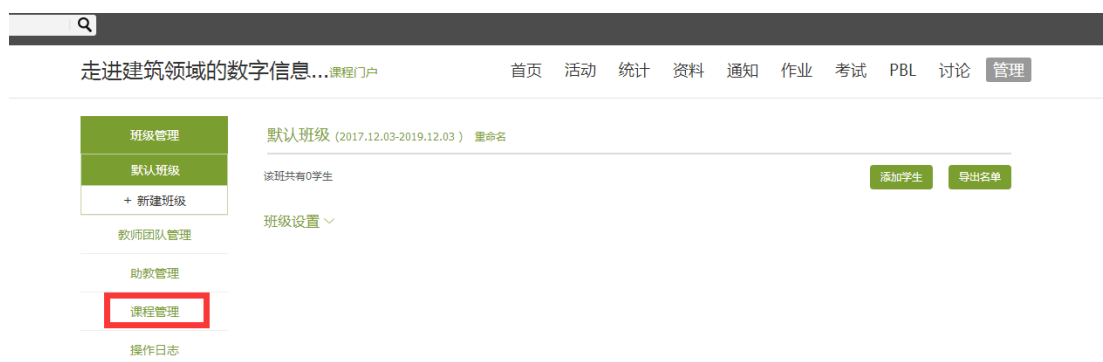 走进建筑领域的数字信息...课程门户 首页 活动 统计 资料 通知 作业 考试 PBL 讨论 管理
班级管理
默认班级 (2017.12.03-2019.12.03 ) 重命名
默认班级
该班共有0学生 添加学生 导出名单
+ 新建班级
班级设置
教师团队管理
助教管理
课程管理
操作日志